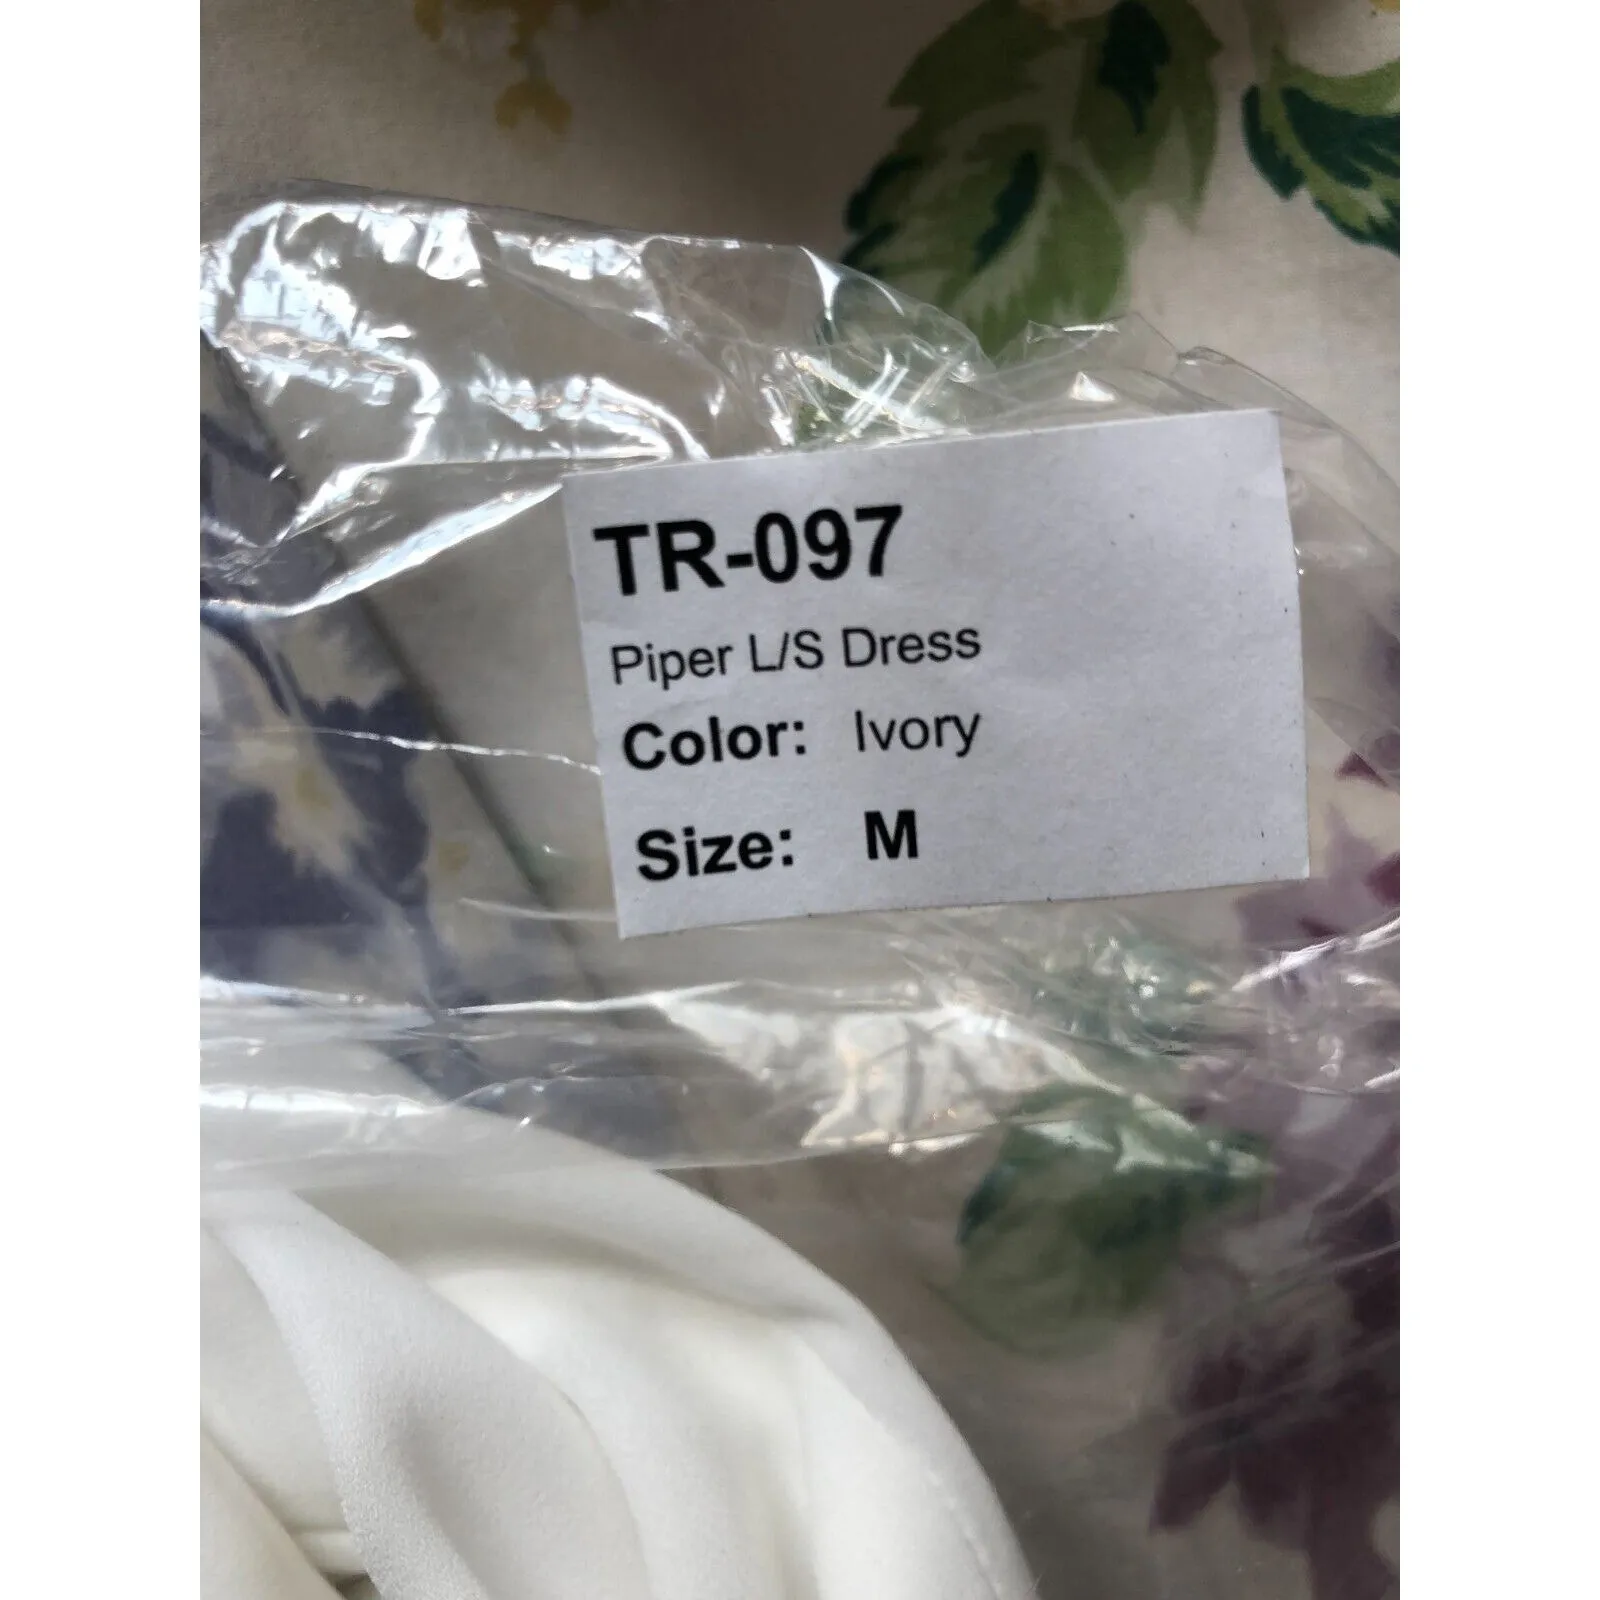 TR-097
Piper L/S Dress
Color: Ivory
Size: M